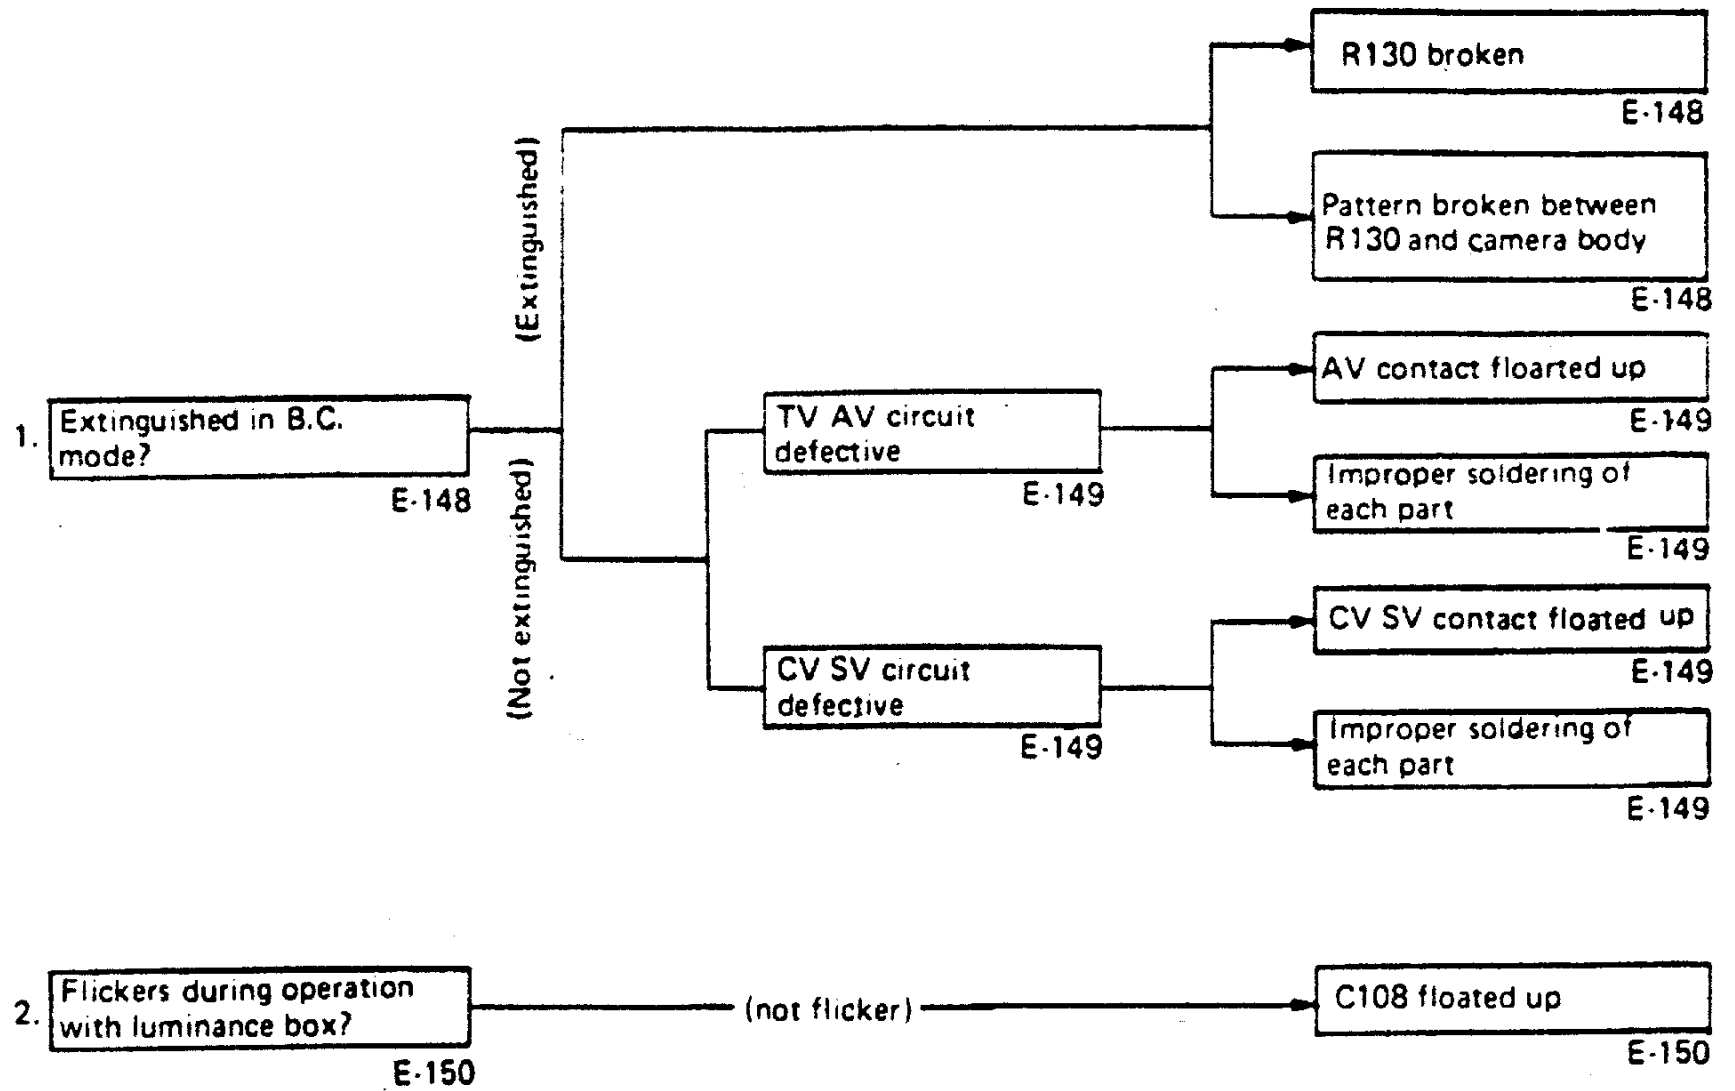 R130 broken
E-148
Pattern broken between
R130 and camera body
E-148
(Extinguished)
AV contact floarted up
E-149
1. Extinguished in B.C.
mode?
E-148
TV AV circuit
defective
E-149
Improper soldering of
each part
E-149
(Not extinguished)
CV SV contact floated up
E-149
CV SV circuit
defective
E-149
Improper soldering of
each part
E-149
2. Flickers during operation
with luminance box?
E-150
(not flicker)
C108 floated up
E-150